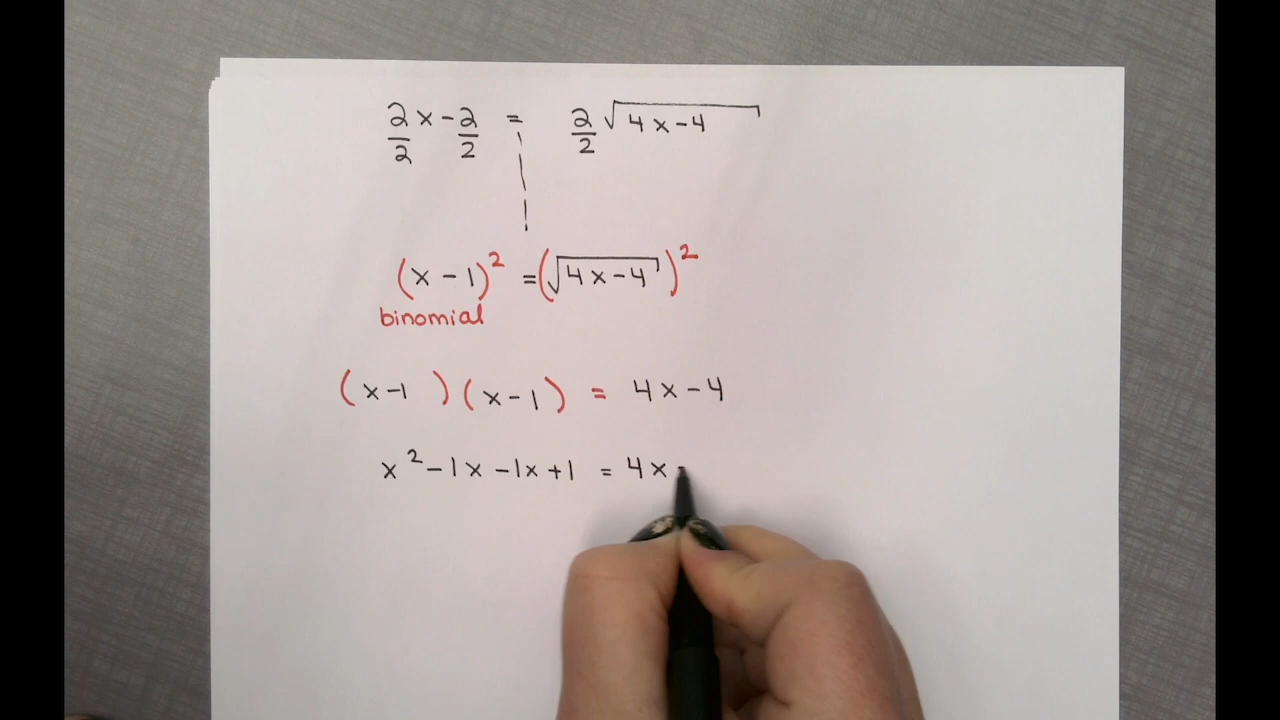 2/2 x - 2/2 = 2/2 √4x-4
(x - 1)² = (√4x-4)²
binomial
(x-1)(x-1) = 4x-4
x² - 1x - 1x + 1 = 4x -